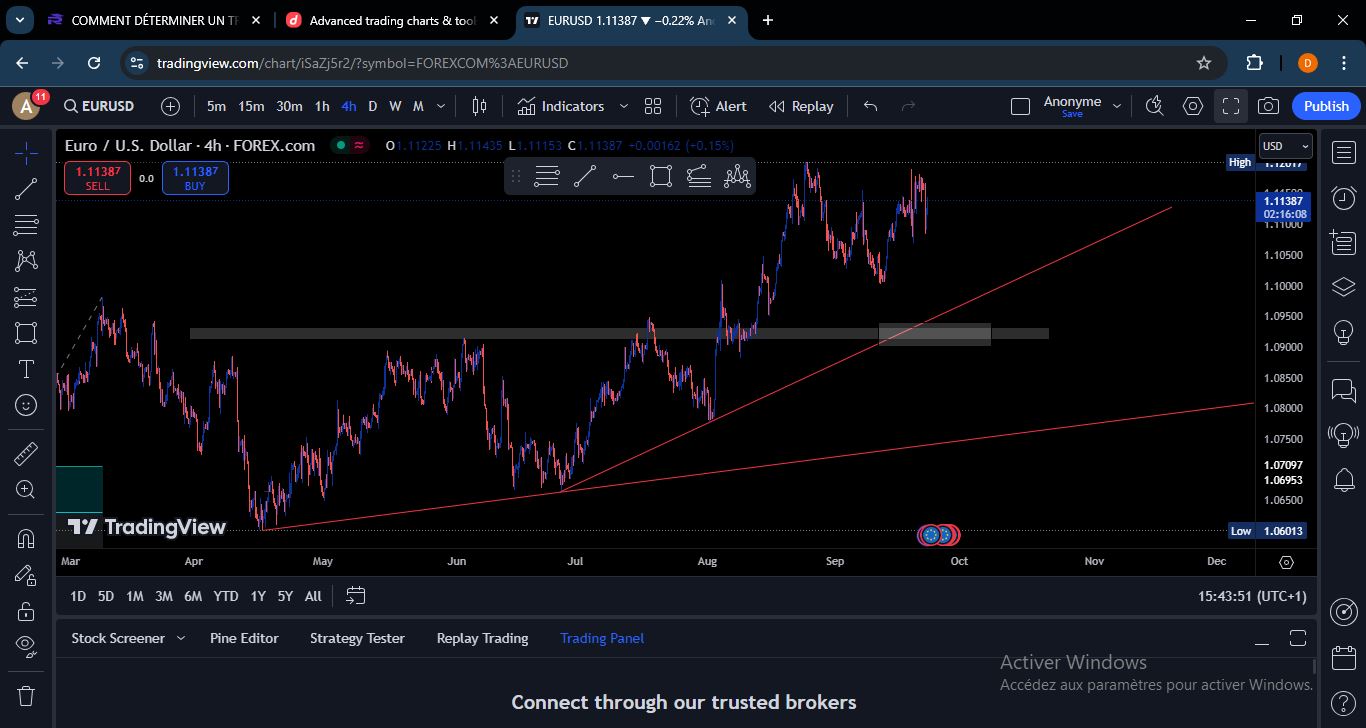 COMMENT DÉTERMINER UN T
Advanced trading charts & tool
EURUSD 1.11387 ▼ −0.22% An
tradingview.com/chart/iSaZj5r2/?symbol=FOREXCOM%3AEURUSD
D
A
11
EURUSD
5m 15m 30m 1h 4h D W M
Indicators
Alert
Replay
Anonyme
Save
Publish
Euro / U.S. Dollar · 4h · FOREX.com
O1.11225 H1.11435 L1.11153 C1.11387 +0.00162 (+0.15%)
USD
1.11387
SELL
0.0
1.11387
BUY
High 1.12017
1.11500
1.11387
02:16:08
1.11000
1.10500
1.10000
1.09500
1.09000
1.08500
1.08000
1.07500
1.07097
1.06953
1.06500
Low 1.06013
TradingView
Mar Apr May Jun Jul Aug Sep Oct Nov Dec
1D 5D 1M 3M 6M YTD 1Y 5Y All
15:43:51 (UTC+1)
Stock Screener Pine Editor Strategy Tester Replay Trading Trading Panel
Activer Windows
Accédez aux paramètres pour activer Windows.
Connect through our trusted brokers